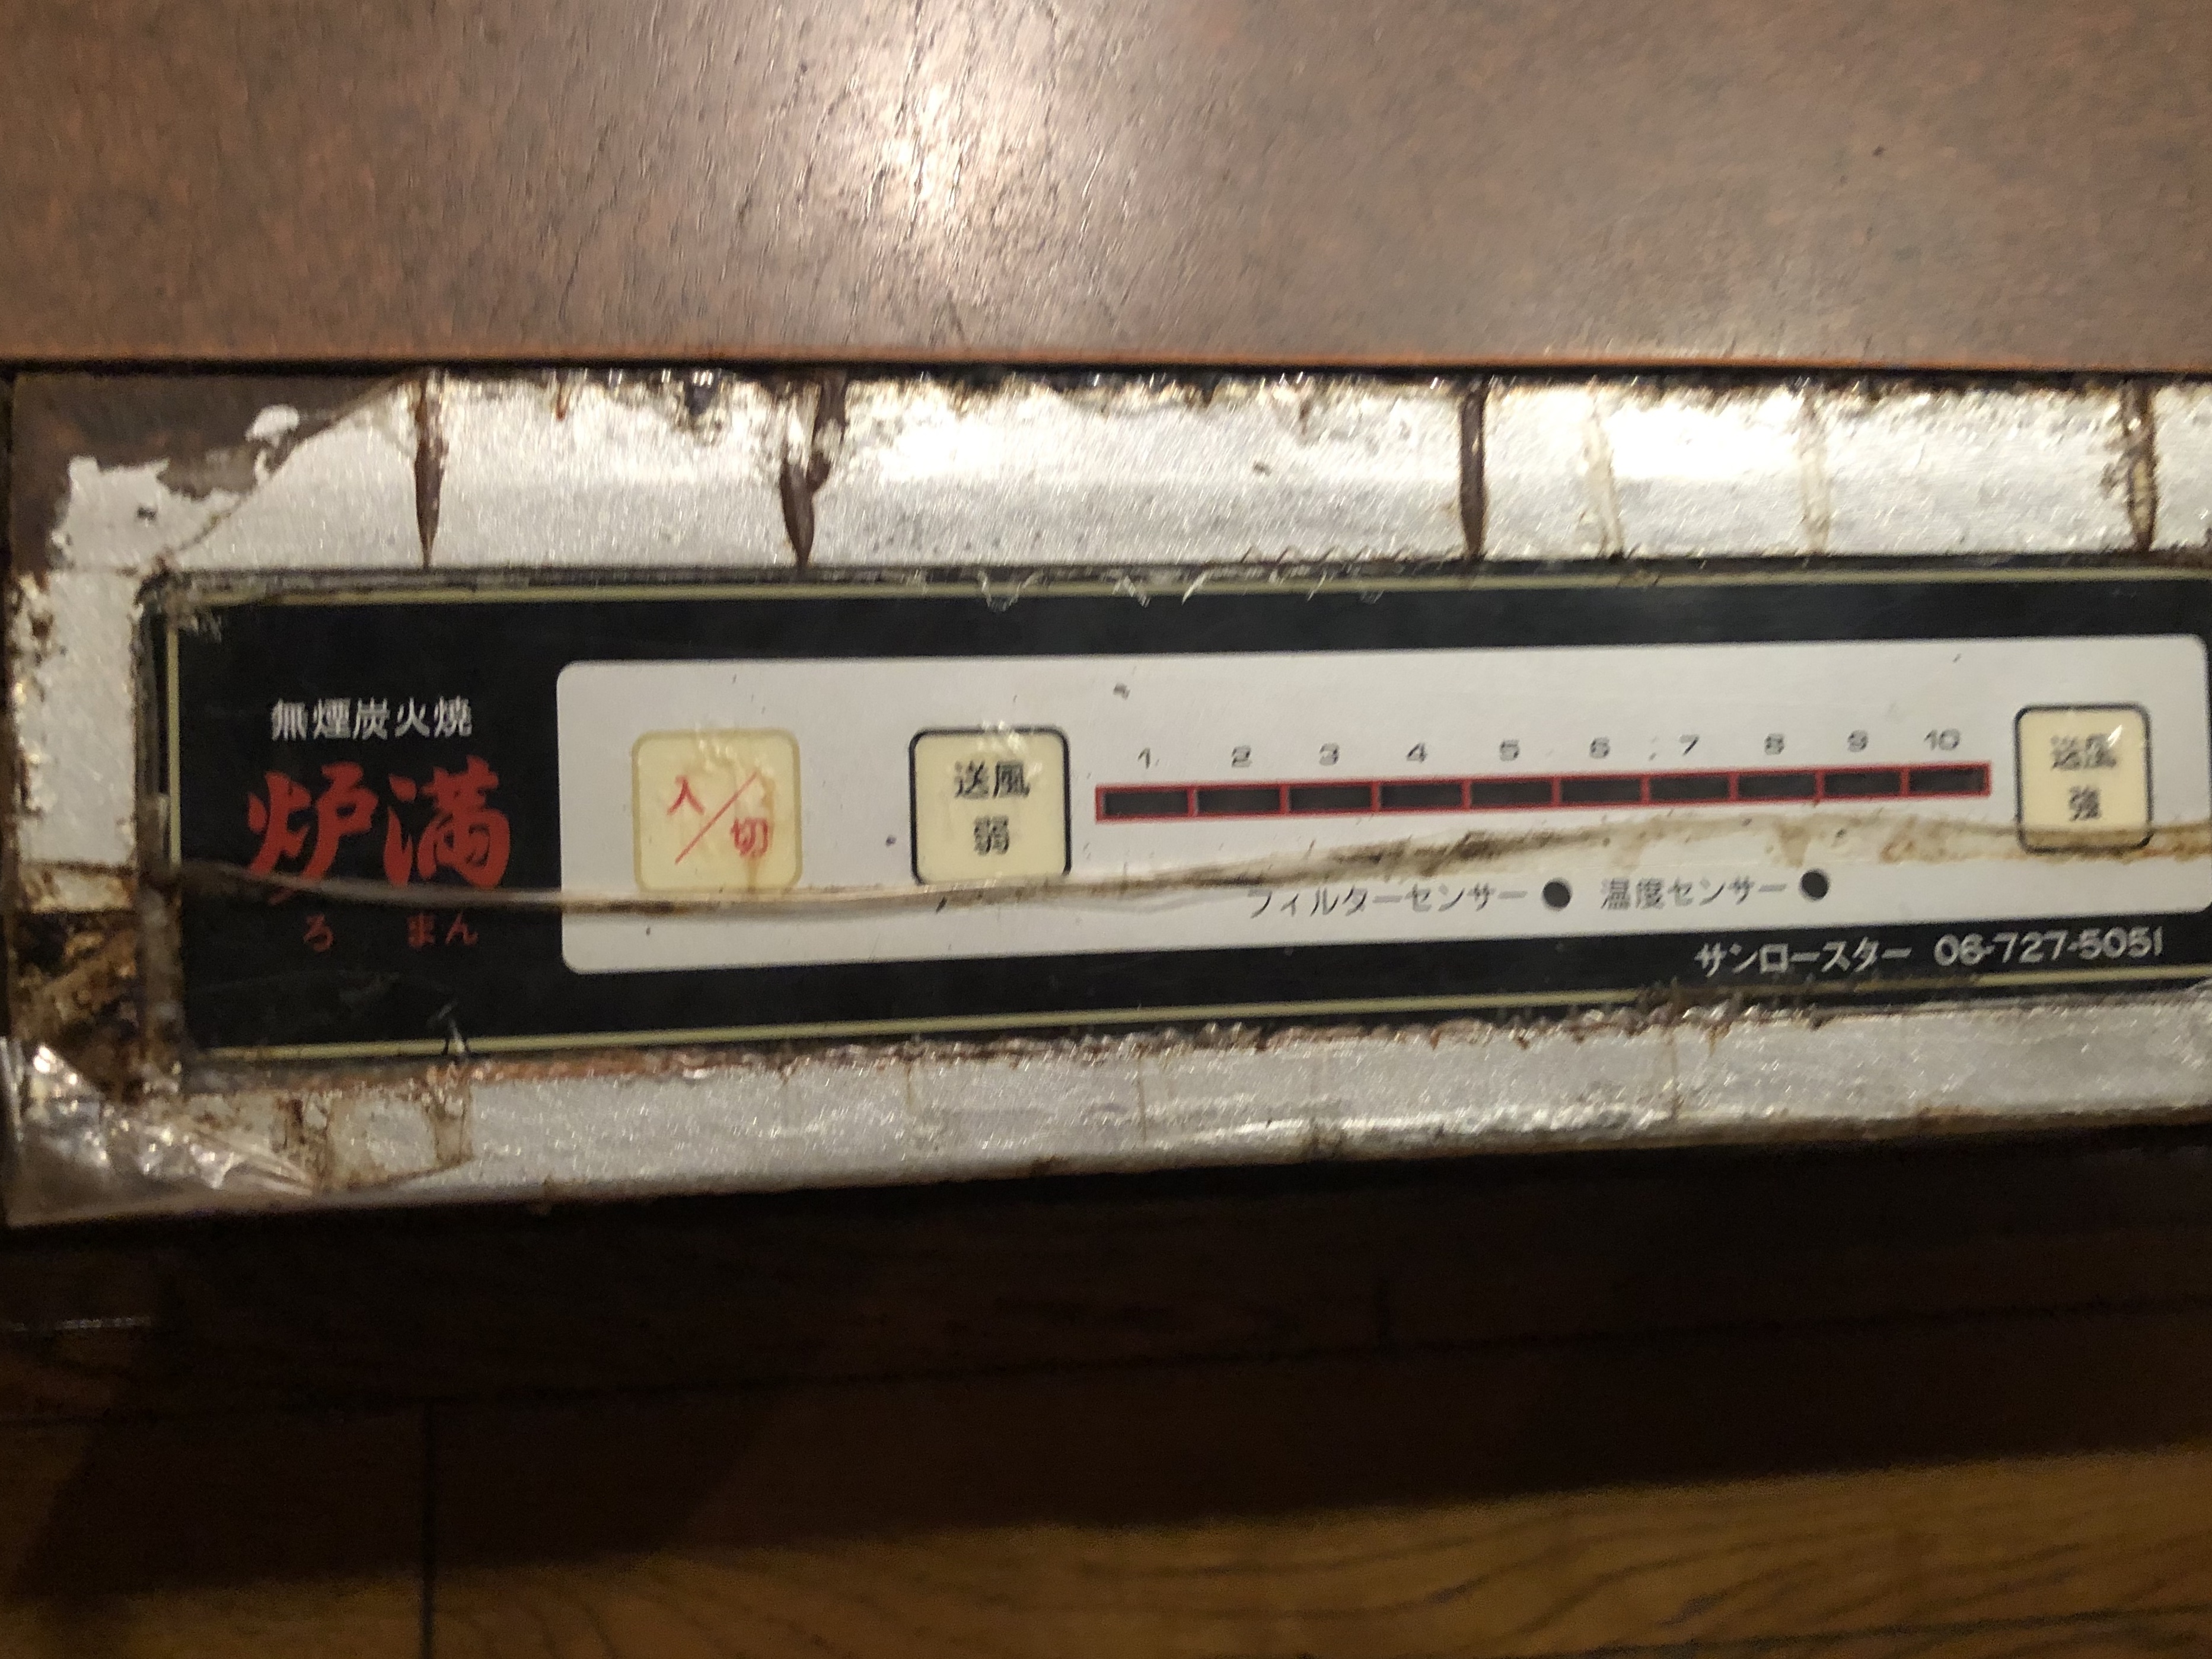 無煙炭火焼
炉満
ろまん
入/切
送風
弱
1 2 3 4 5 6 7 8 9 10
送風
強
フィルターセンサー ● 温度センサー ●
サンロースター 06-727-5051